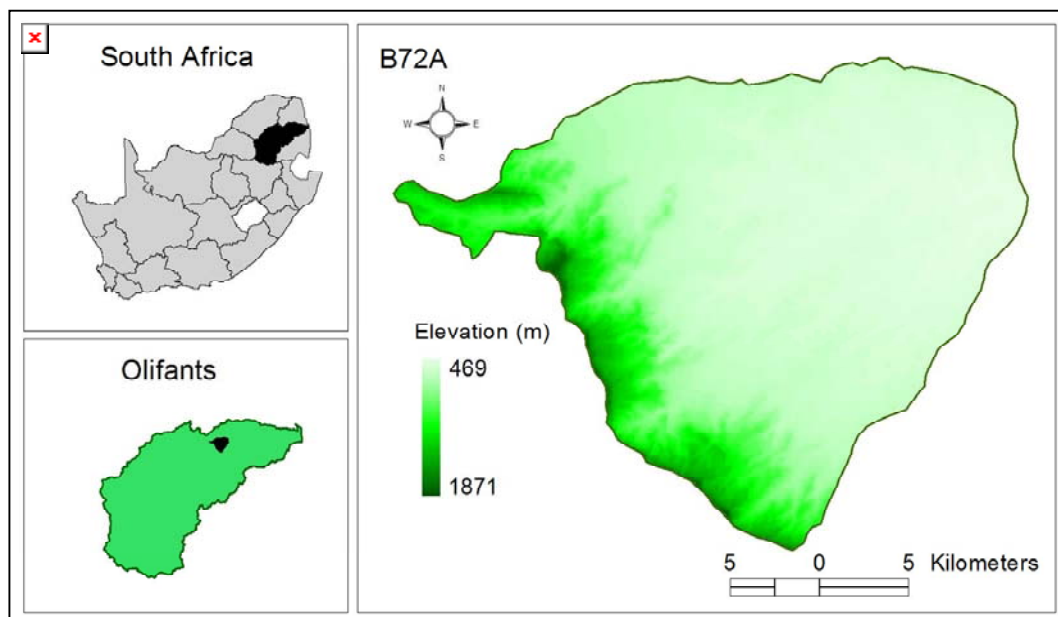 South Africa
Olifants
B72A
N
W E
S
Elevation (m)
469
1871
5 0 5 Kilometers